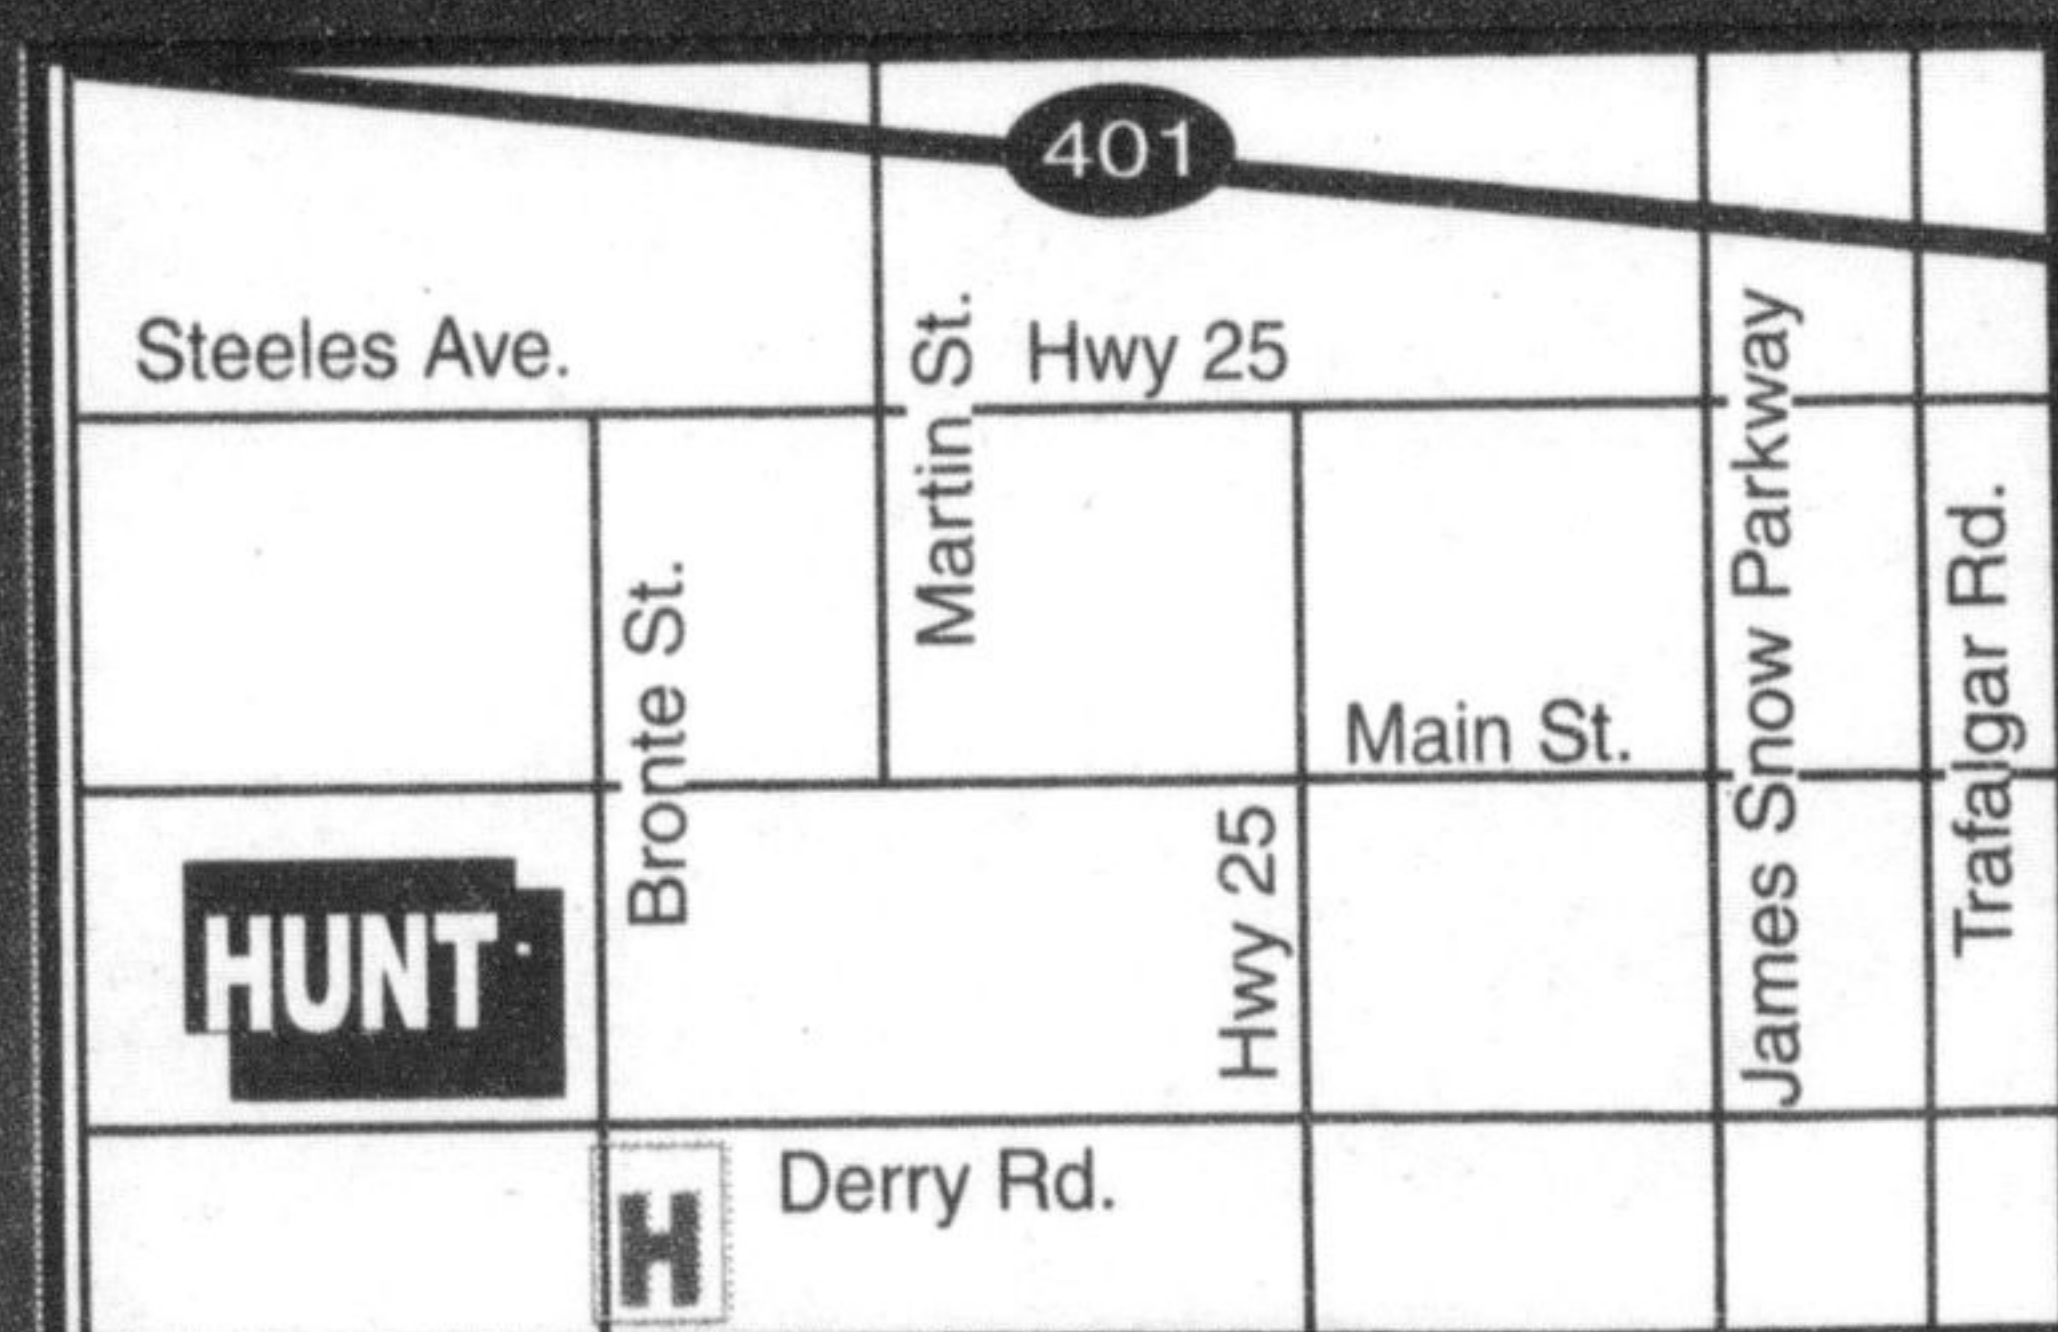 401
Steeles Ave.
Martin St.
Hwy 25
James Snow Parkway
Trafalgar Rd.
Bronte St.
Main St.
Hwy 25
HUNT
Derry Rd.
H